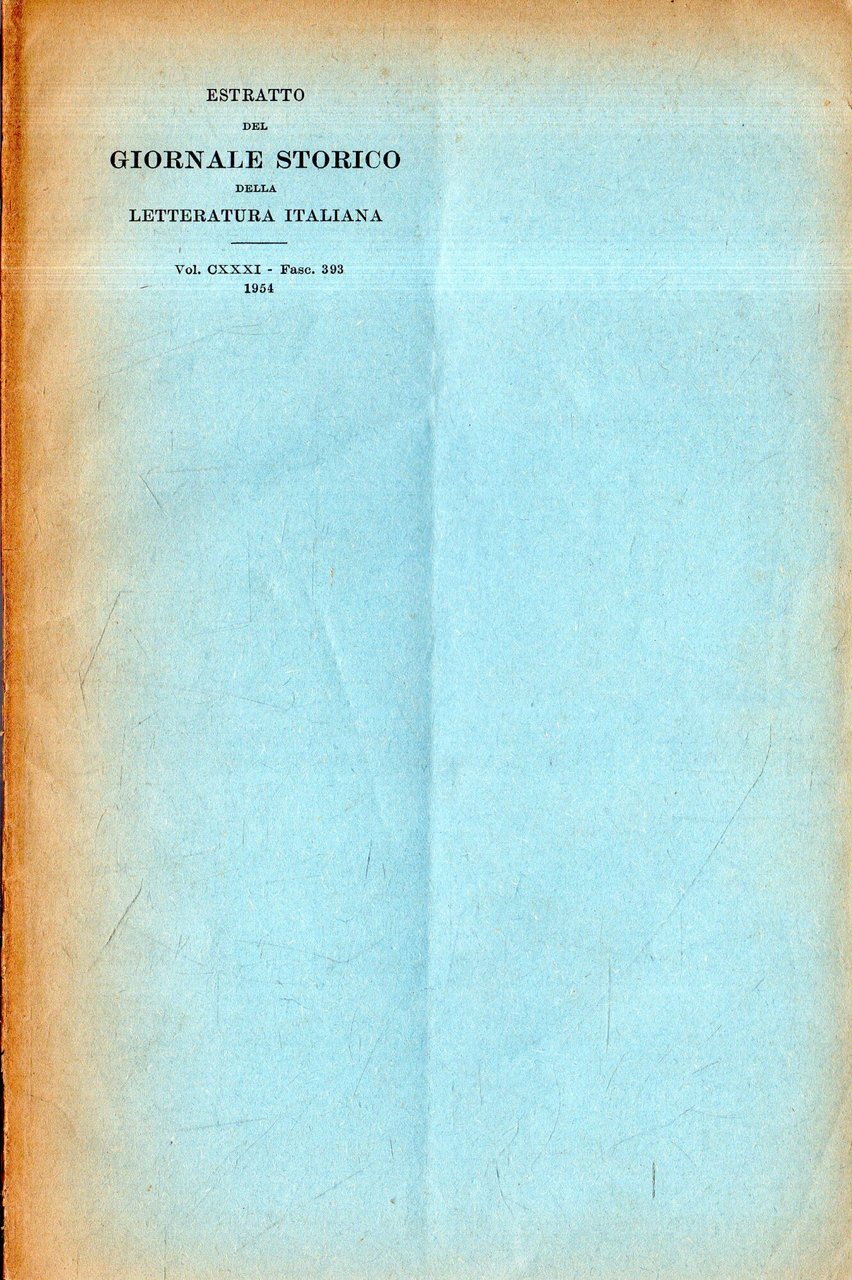 ESTRATTO
DEL
GIORNALE STORICO
DELLA
LETTERATURA ITALIANA
Vol. CXXXI - Fasc. 393
1954